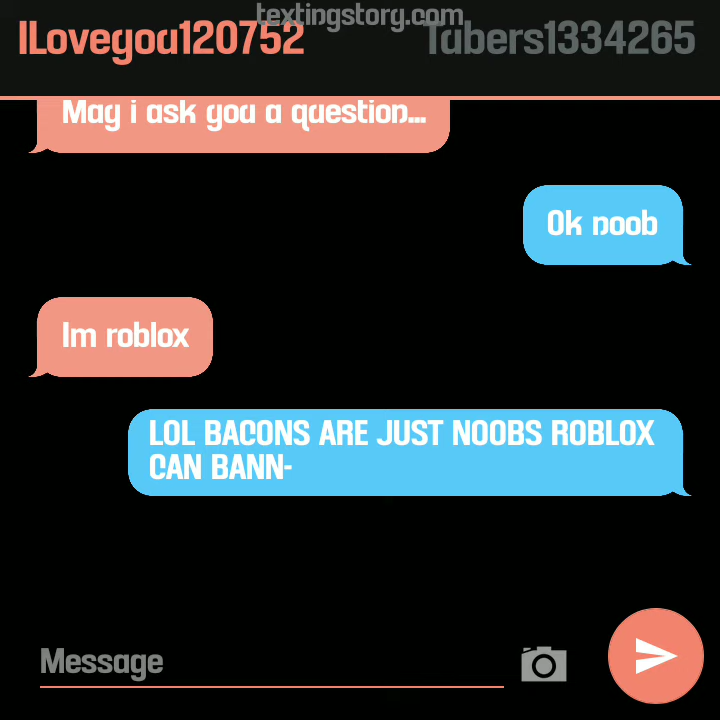 textingstory.com
ILoveyou120752
Tubers1334265
May i ask you a question...
Ok noob
Im roblox
LOL BACONS ARE JUST NOOBS ROBLOX
CAN BANN-
Message